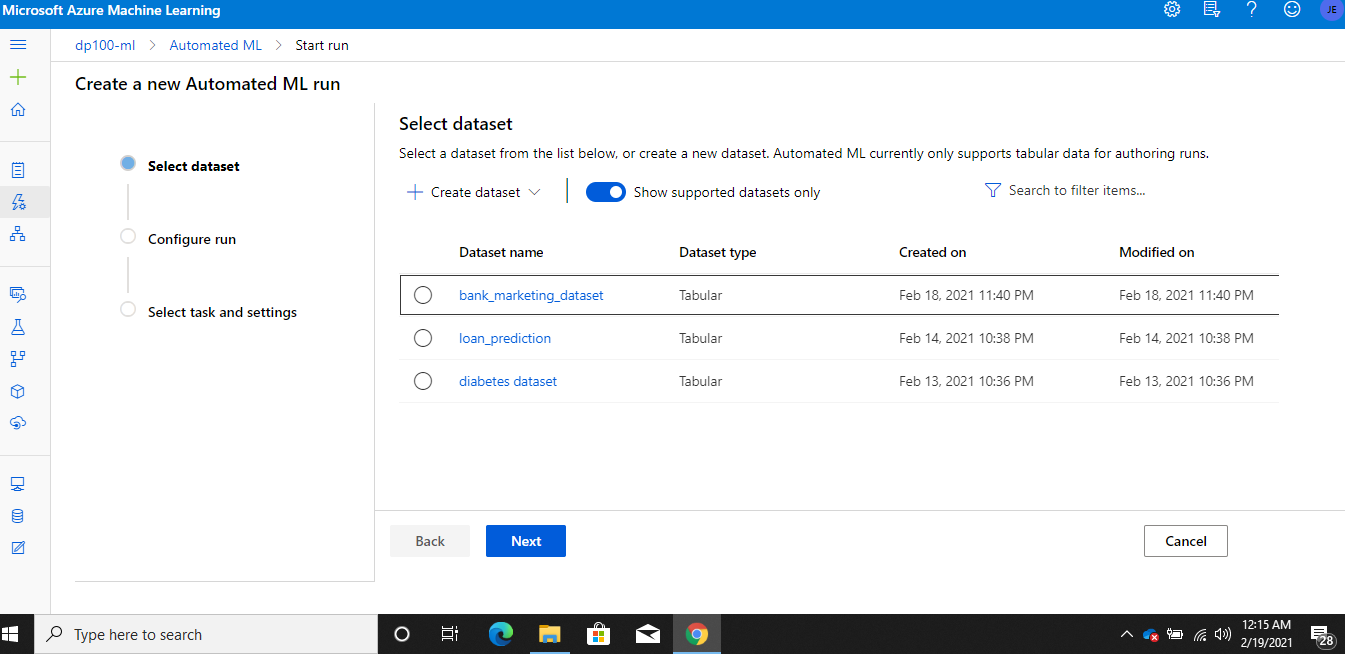 Microsoft Azure Machine Learning
JE
dp100-ml > Automated ML > Start run
Create a new Automated ML run
Select dataset
Configure run
Select task and settings
Select dataset
Select a dataset from the list below, or create a new dataset. Automated ML currently only supports tabular data for authoring runs.
Create dataset Show supported datasets only Search to filter items...
Dataset name Dataset type Created on Modified on
bank_marketing_dataset Tabular Feb 18, 2021 11:40 PM Feb 18, 2021 11:40 PM
loan_prediction Tabular Feb 14, 2021 10:38 PM Feb 14, 2021 10:38 PM
diabetes dataset Tabular Feb 13, 2021 10:36 PM Feb 13, 2021 10:36 PM
Back Next Cancel
Type here to search
12:15 AM
2/19/2021
28